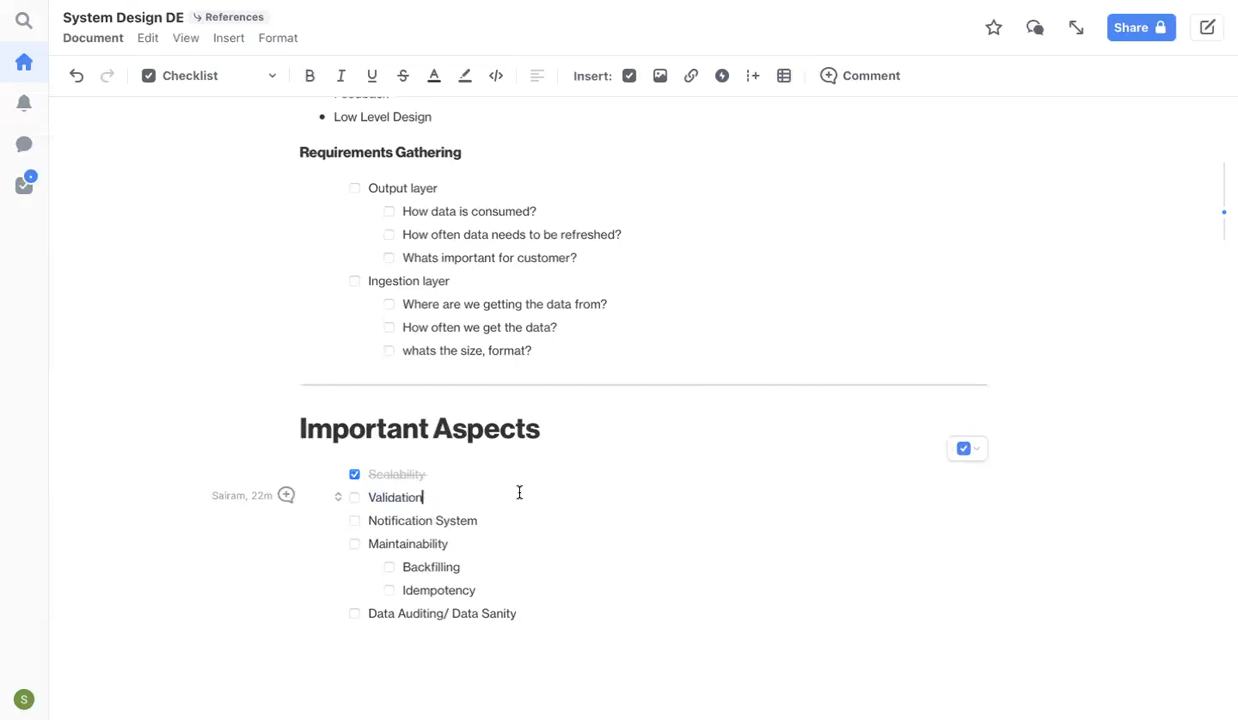 System Design DE ↳ References
Document Edit View Insert Format
Share
Checklist
B I U S A </> Insert: Comment
Feedback
• Low Level Design
Requirements Gathering
Output layer
How data is consumed?
How often data needs to be refreshed?
Whats important for customer?
Ingestion layer
Where are we getting the data from?
How often we get the data?
whats the size, format?
Important Aspects
Scalability
Sairam, 22m
Validation
Notification System
Maintainability
Backfilling
Idempotency
Data Auditing/ Data Sanity
S